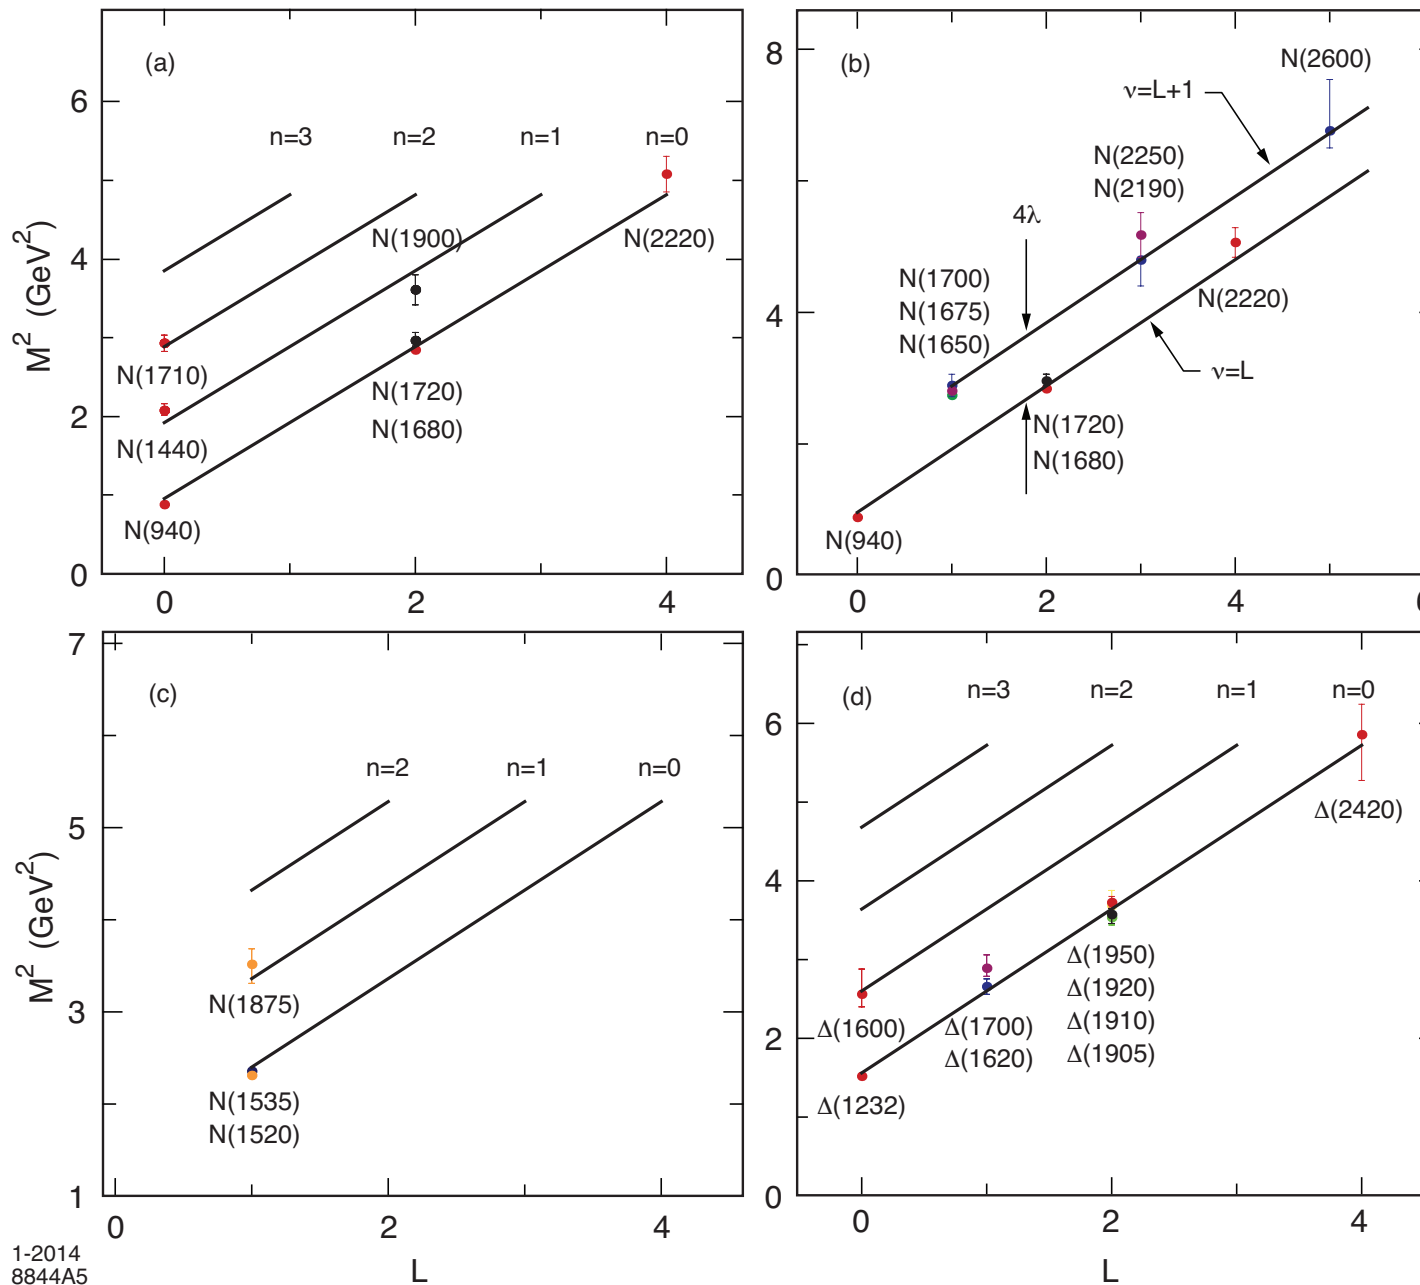 (a)
n=3 n=2 n=1 n=0
6
4
2
0
M² (GeV²)
N(1900)
N(2220)
N(1710)
N(1720)
N(1440)
N(1680)
N(940)
0 2 4
(b)
8
4
0
N(2600)
ν=L+1
N(2250)
N(2190)
4λ
N(1700)
N(1675)
N(1650)
N(2220)
ν=L
N(1720)
N(1680)
N(940)
0 2 4
(c)
7
5
3
1
M² (GeV²)
n=2 n=1 n=0
N(1875)
N(1535)
N(1520)
0 2 4
L
(d)
n=3 n=2 n=1 n=0
6
4
2
0
Δ(2420)
Δ(1950)
Δ(1920)
Δ(1910)
Δ(1905)
Δ(1600)
Δ(1700)
Δ(1620)
Δ(1232)
0 2 4
L
1-2014
8844A5